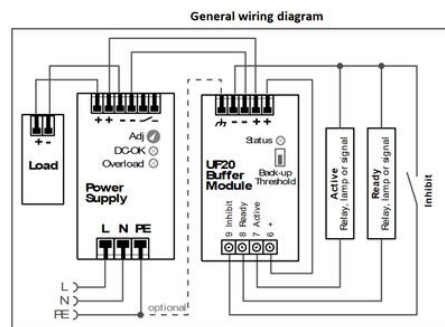 General wiring diagram
+ + - -
- - + +
+ -
Load
Adj
DC-OK
Overload
Power
Supply
L N PE
Status
UF20
Buffer
Module
Back-up
Threshold
9 Inhibit
8 Ready
7 Active
6 +
Active
Relay, lamp or signal
Ready
Relay, lamp or signal
Inhibit
L
N
PE
optional